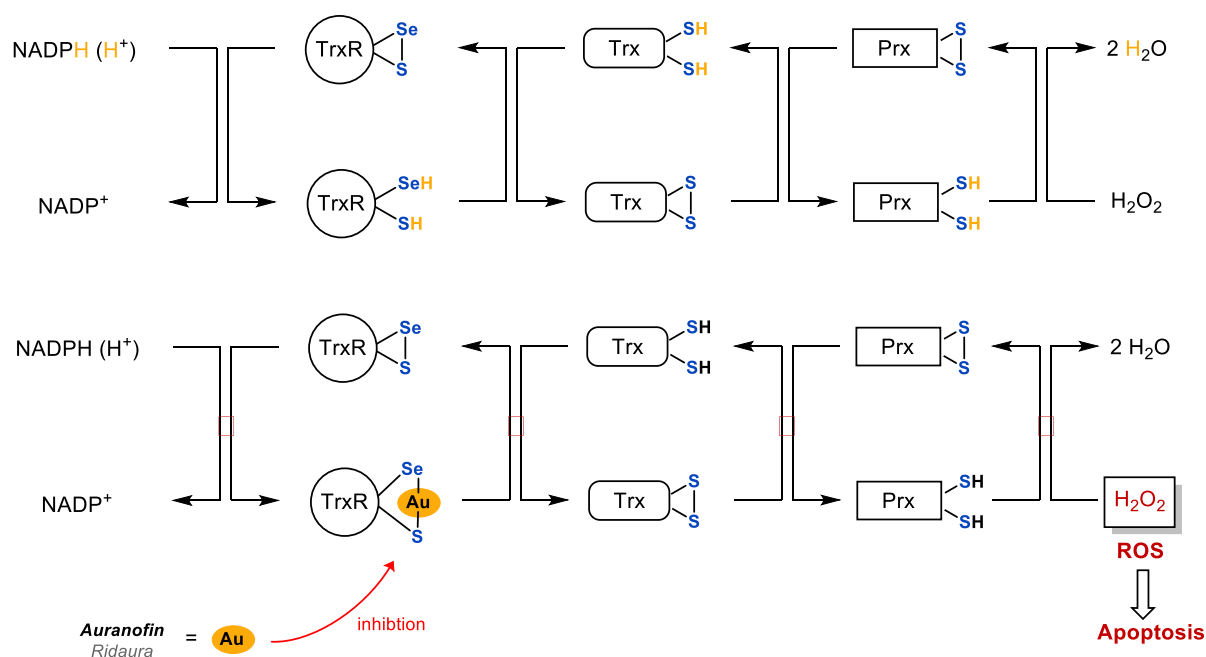 NADPH (H⁺) TrxR Se S Trx SH SH Prx S S 2 H₂O
NADP⁺ TrxR SeH SH Trx S S Prx SH SH H₂O₂
NADPH (H⁺) TrxR Se S Trx SH SH Prx S S 2 H₂O
NADP⁺ TrxR Se Au S Trx S S Prx SH SH H₂O₂
ROS
Apoptosis
inhibtion
Auranofin = Au
Ridaura